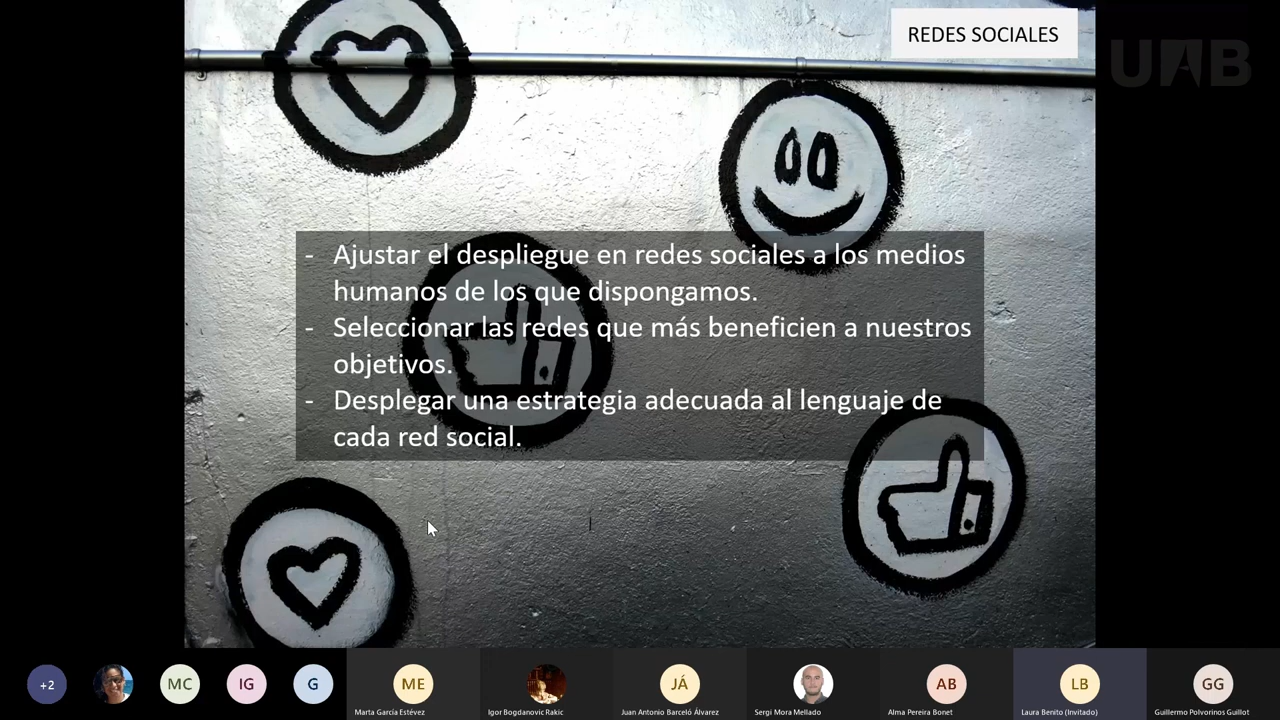 REDES SOCIALES
UAB
- Ajustar el despliegue en redes sociales a los medios
humanos de los que dispongamos.
- Seleccionar las redes que más beneficien a nuestros
objetivos.
- Desplegar una estrategia adecuada al lenguaje de
cada red social.
+2
MC
IG
G
ME
JÁ
AB
LB
GG
Marta García Estévez
Igor Bogdanovic Rakic
Juan Antonio Barceló Álvarez
Sergi Mora Mellado
Alma Pereira Bonet
Laura Benito (Invitado)
Guillermo Polvorinos Guillot